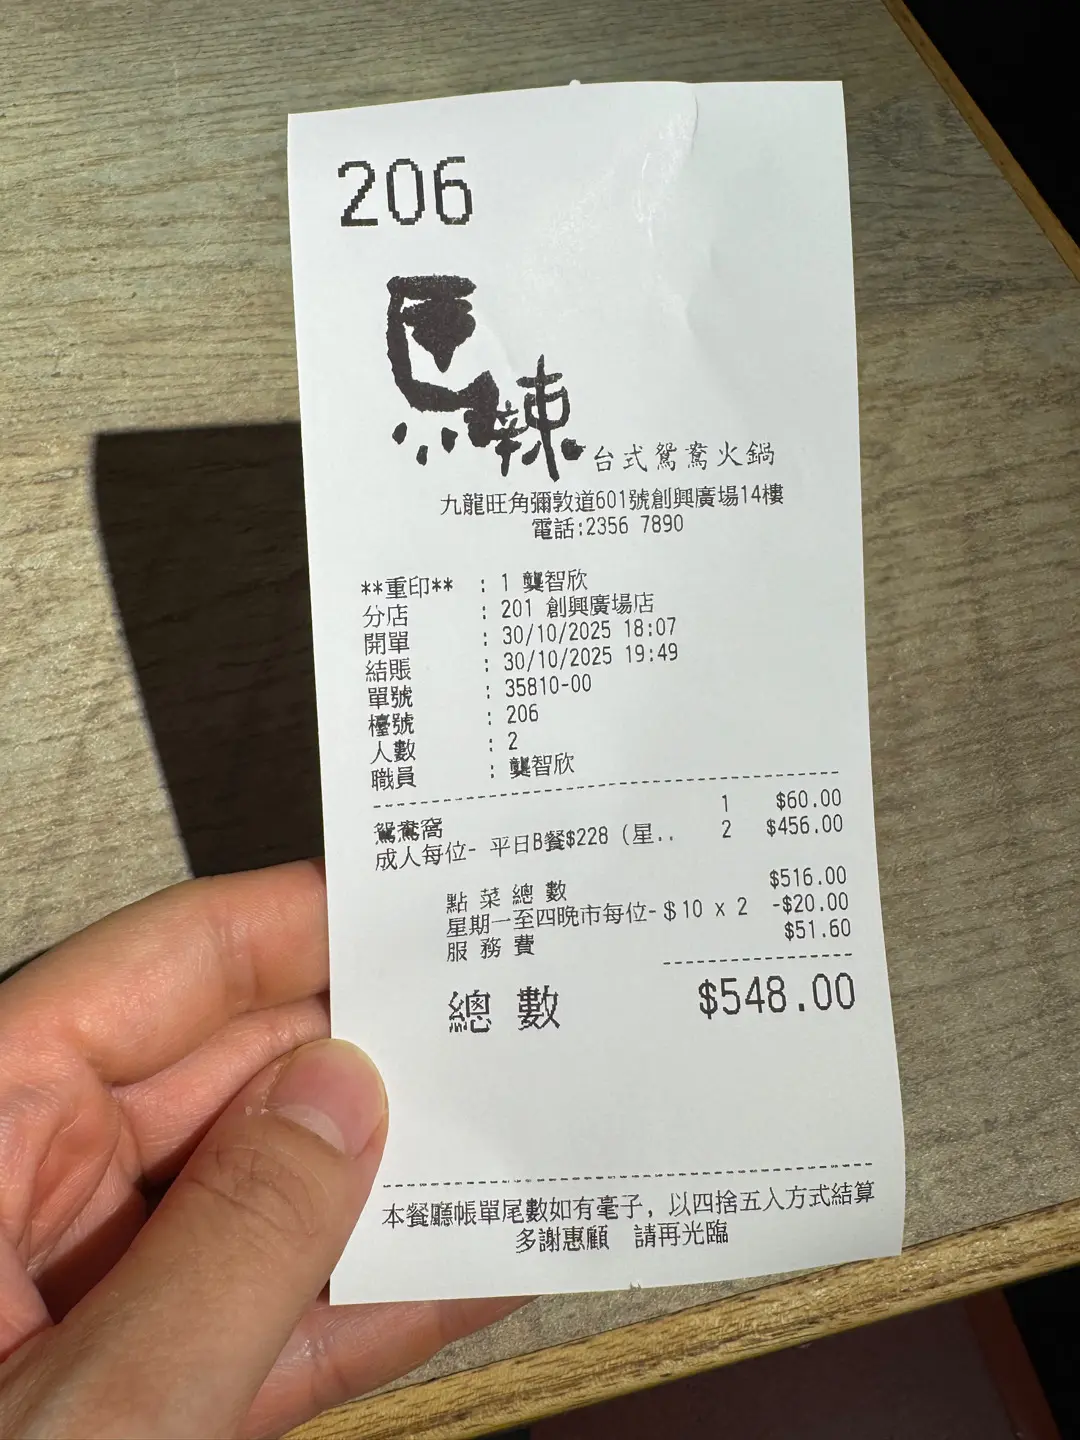 206
馬辣 台式鴛鴦火鍋
九龍旺角彌敦道601號創興廣場14樓
電話:2356 7890
**重印** : 1 龔智欣
分店 : 201 創興廣場店
開單 : 30/10/2025 18:07
結賬 : 30/10/2025 19:49
單號 : 35810-00
檯號 : 206
人數 : 2
職員 : 龔智欣
鴛鴦窩 1 $60.00
成人每位- 平日B餐$228 (星.. 2 $456.00
點菜總數 $516.00
星期一至四晚市每位-$10 x 2 -$20.00
服務費 $51.60
總數 $548.00
本餐廳帳單尾數如有毫子，以四捨五入方式結算
多謝惠顧 請再光臨